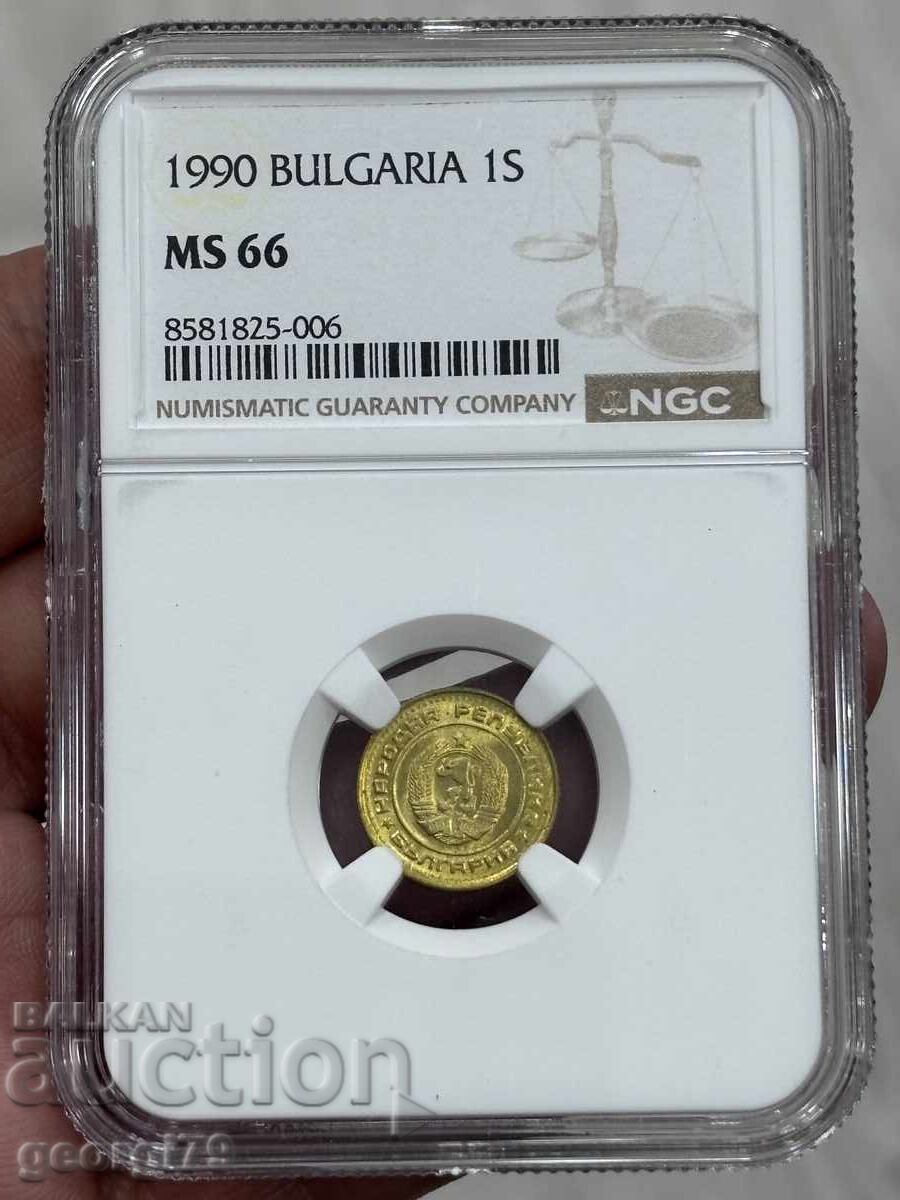 1990 BULGARIA 1S
MS 66
8581825-006
NUMISMATIC GUARANTY COMPANY NGC
НАРОДНА РЕПУБЛИКА
БЪЛГАРИЯ
BALKAN
auction
georgi79